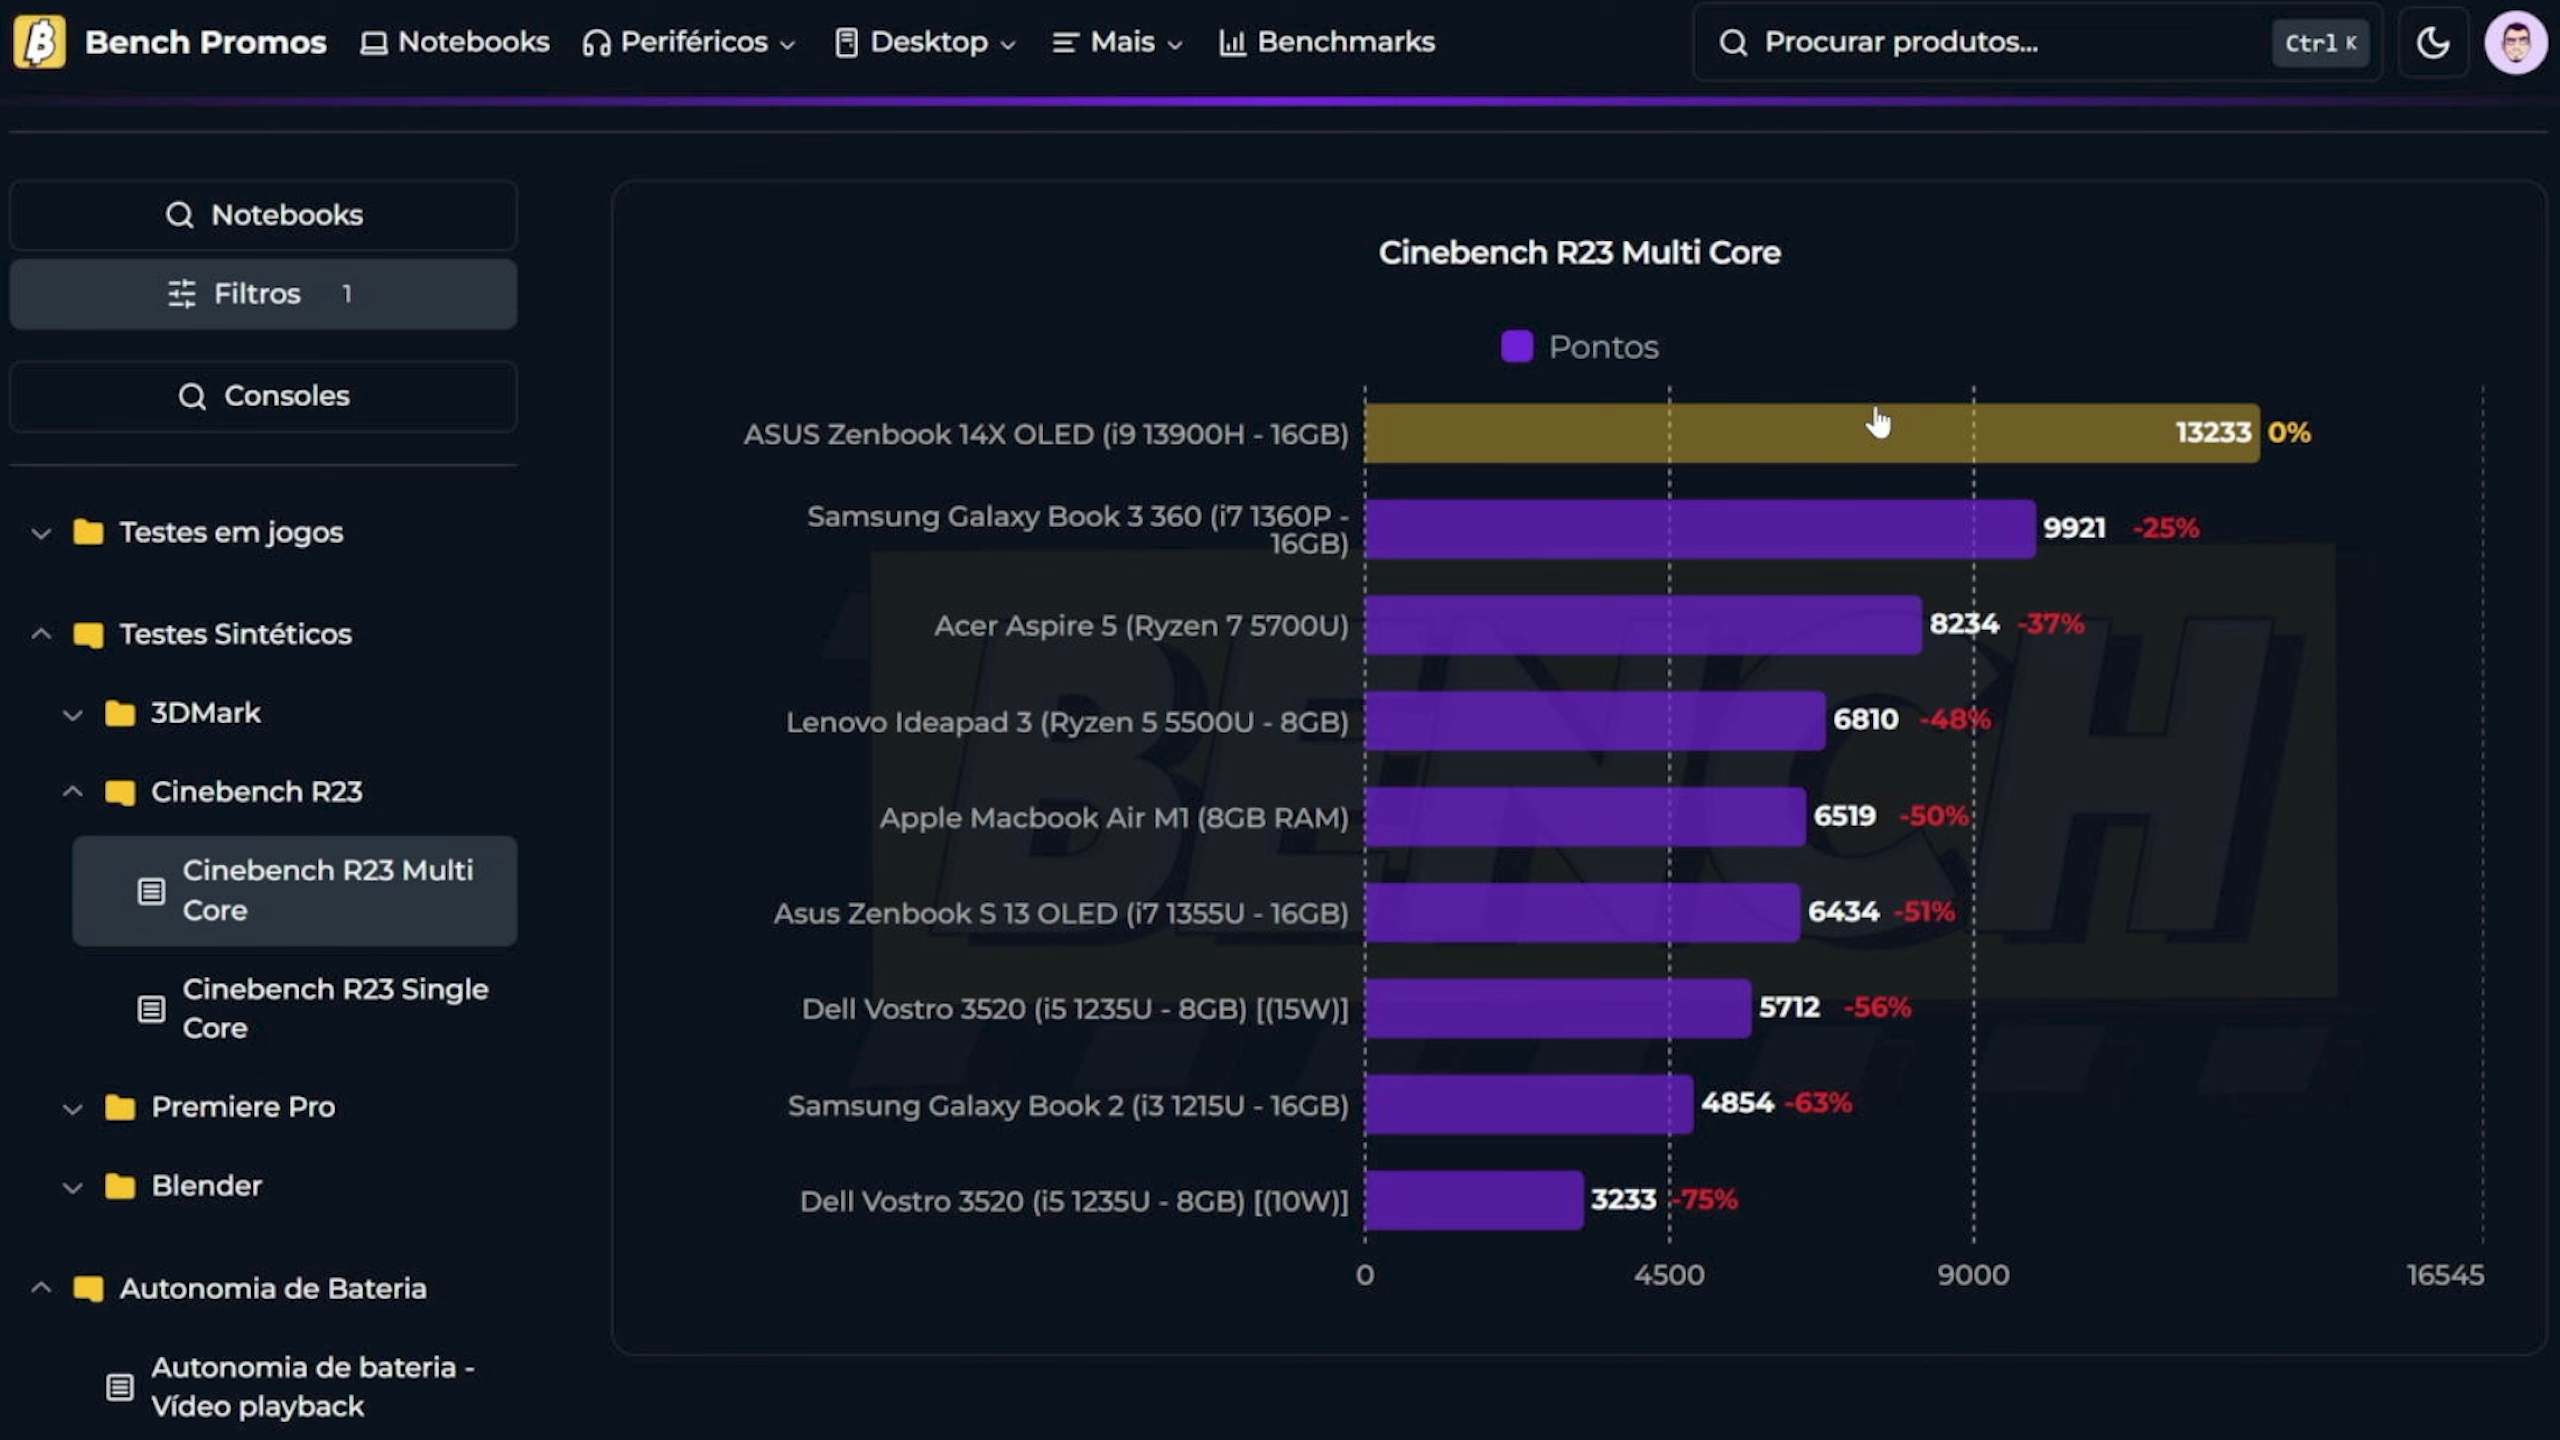 Bench Promos
Notebooks
Periféricos
Desktop
Mais
Benchmarks
Procurar produtos...
Ctrl K
Notebooks
Filtros 1
Consoles
Testes em jogos
Testes Sintéticos
3DMark
Cinebench R23
Cinebench R23 Multi
Core
Cinebench R23 Single
Core
Premiere Pro
Blender
Autonomia de Bateria
Autonomia de bateria -
Vídeo playback
Cinebench R23 Multi Core
Pontos
ASUS Zenbook 14X OLED (i9 13900H - 16GB) 13233 0%
Samsung Galaxy Book 3 360 (i7 1360P -
16GB) 9921 -25%
Acer Aspire 5 (Ryzen 7 5700U) 8234 -37%
Lenovo Ideapad 3 (Ryzen 5 5500U - 8GB) 6810 -48%
Apple Macbook Air M1 (8GB RAM) 6519 -50%
Asus Zenbook S 13 OLED (i7 1355U - 16GB) 6434 -51%
Dell Vostro 3520 (i5 1235U - 8GB) [(15W)] 5712 -56%
Samsung Galaxy Book 2 (i3 1215U - 16GB) 4854 -63%
Dell Vostro 3520 (i5 1235U - 8GB) [(10W)] 3233 -75%
0 4500 9000 16545
BENCH